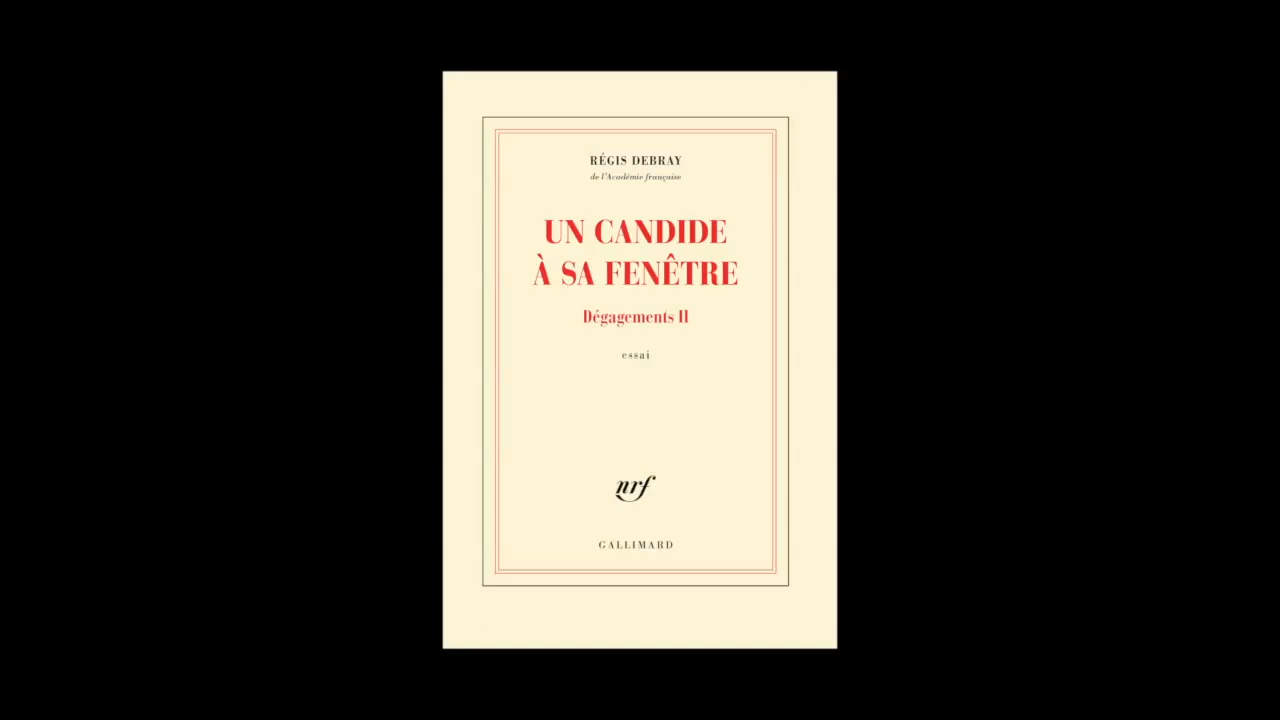 RÉGIS DEBRAY
de l'Académie française
UN CANDIDE
À SA FENÊTRE
Dégagements II
essai
nrf
GALLIMARD